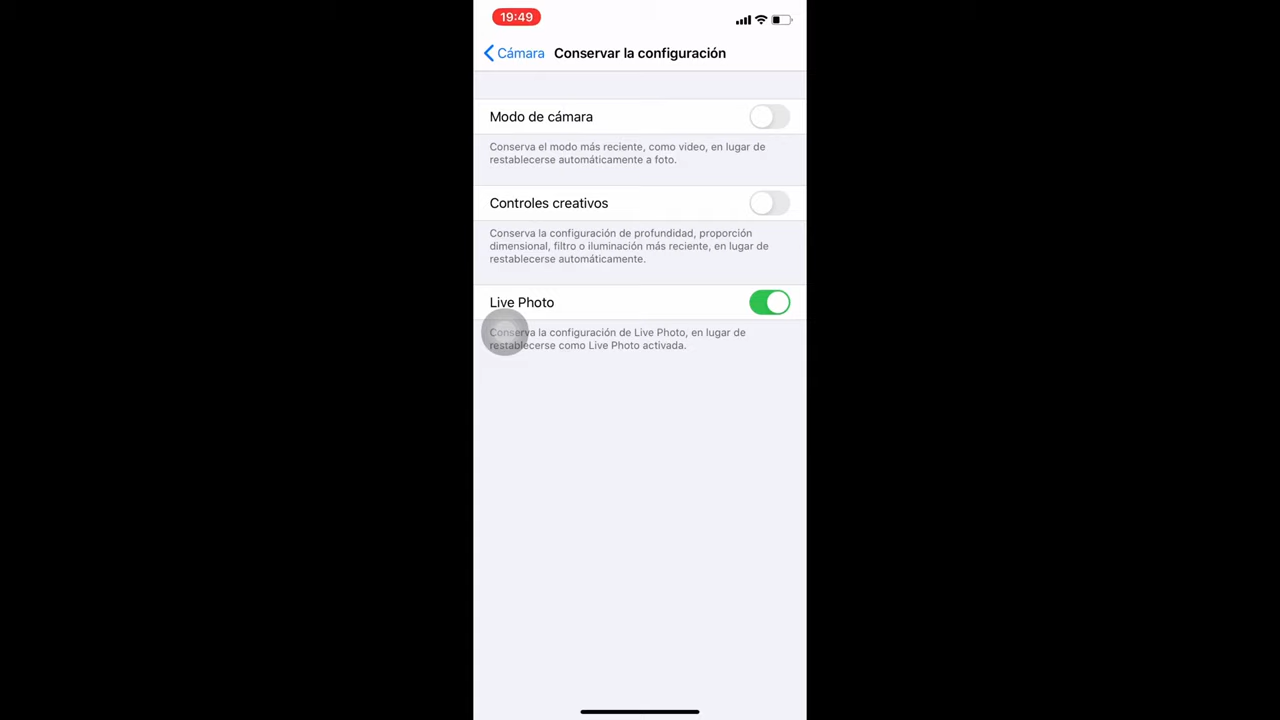 19:49
Cámara Conservar la configuración
Modo de cámara
Conserva el modo más reciente, como video, en lugar de
restablecerse automáticamente a foto.
Controles creativos
Conserva la configuración de profundidad, proporción
dimensional, filtro o iluminación más reciente, en lugar de
restablecerse automáticamente.
Live Photo
Conserva la configuración de Live Photo, en lugar de
restablecerse como Live Photo activada.